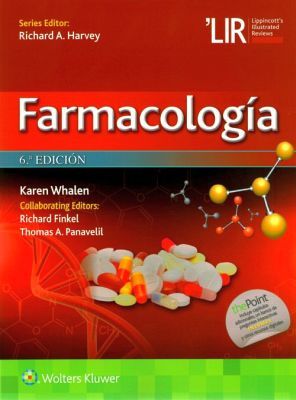 Series Editor:
Richard A. Harvey
'LIR
Lippincott's
Illustrated
Reviews
Farmacología
6.ª EDICIÓN
Karen Whalen
Collaborating Editors:
Richard Finkel
Thomas A. Panavelil
thePoint
Wolters Kluwer